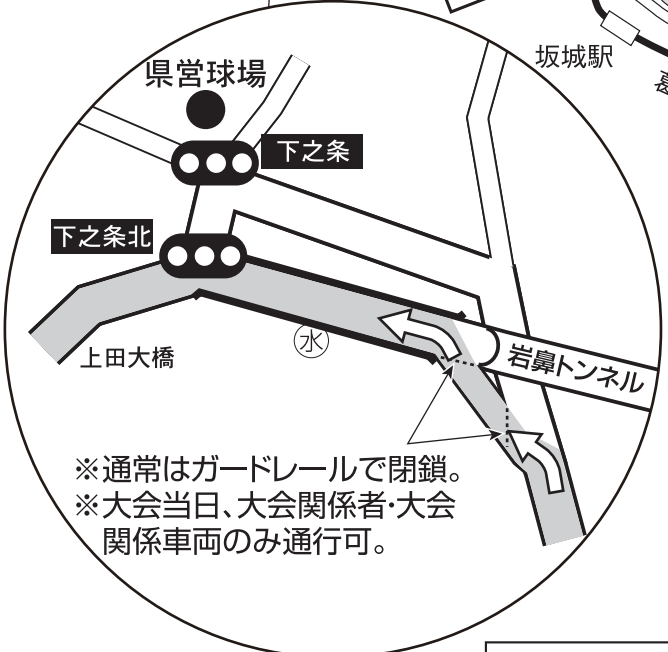 坂城駅
県営球場
下之条
下之条北
上田大橋
㊌
岩鼻トンネル
※通常はガードレールで閉鎖。
※大会当日、大会関係者・大会
関係車両のみ通行可。